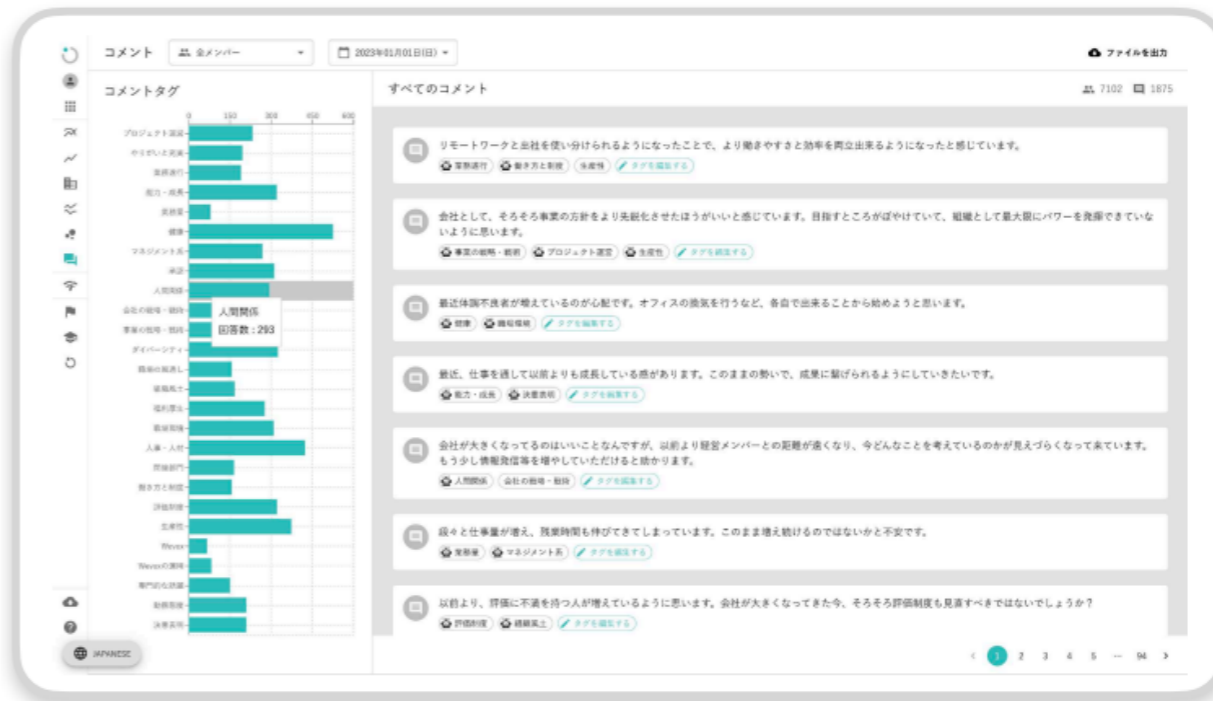 コメント
全メンバー
2023年01月01日(日)
ファイルを出力
コメントタグ
すべてのコメント
7102
1875
0 150 300 450 600
プロジェクト運営
やりがいと充実
業務遂行
能力・成長
業務量
健康
マネジメント系
承認
人間関係
会社の戦略・戦術
事業の戦略・戦術
ダイバーシティ
職場の風通し
組織風土
福利厚生
職場環境
人事・人材
間接部門
働き方と制度
評価制度
生産性
Wevox
勤務態度
決意表明
人間関係
回答数 : 293
リモートワークと出社を使い分けられるようになったことで、より働きやすさと効率を両立出来るようになったと感じています。
業務遂行 働き方と制度 生産性 タグを編集する
会社として、そろそろ事業の方針をより先鋭化させたほうがいいと感じています。目指すところがぼやけていて、組織として最大限にパワーを発揮できていな
いように思います。
事業の戦略・戦術 プロジェクト運営 生産性 タグを編集する
最近体調不良者が増えているのが心配です。オフィスの換気を行うなど、各自で出来ることから始めようと思います。
健康 職場環境 タグを編集する
最近、仕事を通して以前よりも成長している感があります。このままの勢いで、成果に繋げられるようにしていきたいです。
能力・成長 決意表明 タグを編集する
会社が大きくなってるのはいいことなんですが、以前より経営メンバーとの距離が遠くなり、今どんなことを考えているのかが見えづらくなって来ています。
もう少し情報発信等を増やしていただけると助かります。
人間関係 会社の戦略・戦術 タグを編集する
段々と仕事量が増え、残業時間も伸びてきてしまっています。このまま増え続けるのではないかと不安です。
業務量 マネジメント系 タグを編集する
以前より、評価に不満を持つ人が増えているように思います。会社が大きくなってきた今、そろそろ評価制度も見直すべきではないでしょうか？
評価制度 組織風土 タグを編集する
JAPANESE
1 2 3 4 5 ... 94